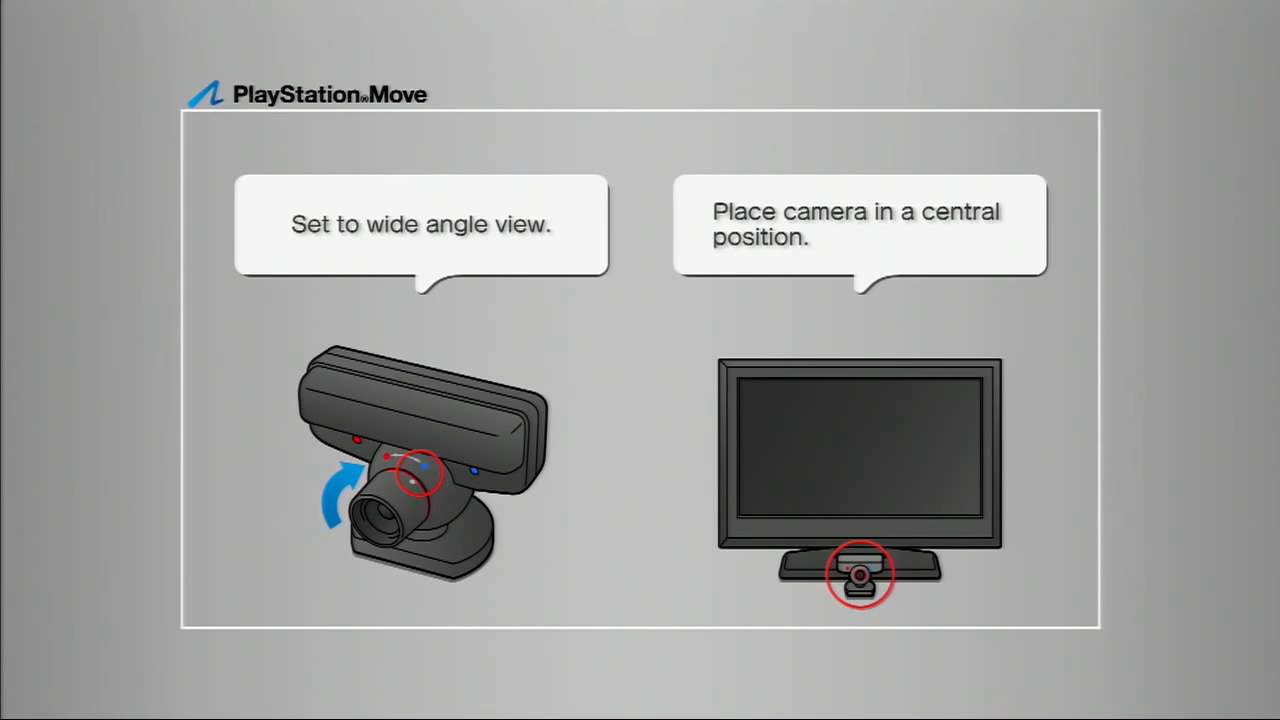 PlayStation®Move
Set to wide angle view.
Place camera in a central
position.